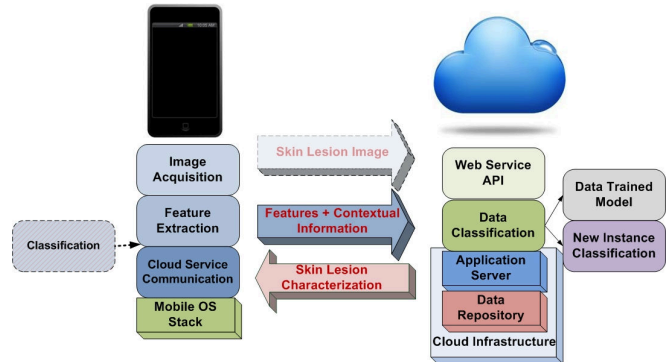 Image
Acquisition
Feature
Extraction
Classification
Cloud Service
Communication
Mobile OS
Stack
Skin Lesion Image
Features + Contextual
Information
Skin Lesion
Characterization
Web Service
API
Data
Classification
Application
Server
Data
Repository
Cloud Infrastructure
Data Trained
Model
New Instance
Classification